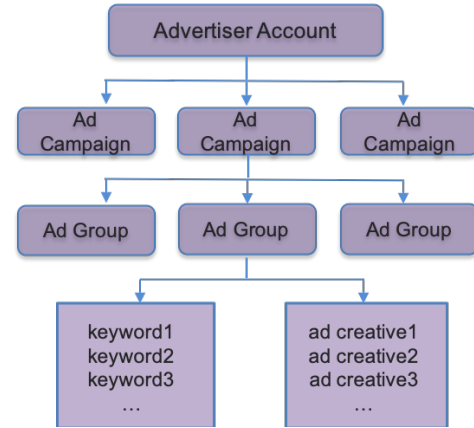 Advertiser Account
Ad
Campaign
Ad
Campaign
Ad
Campaign
Ad Group
Ad Group
Ad Group
keyword1
keyword2
keyword3
...
ad creative1
ad creative2
ad creative3
...